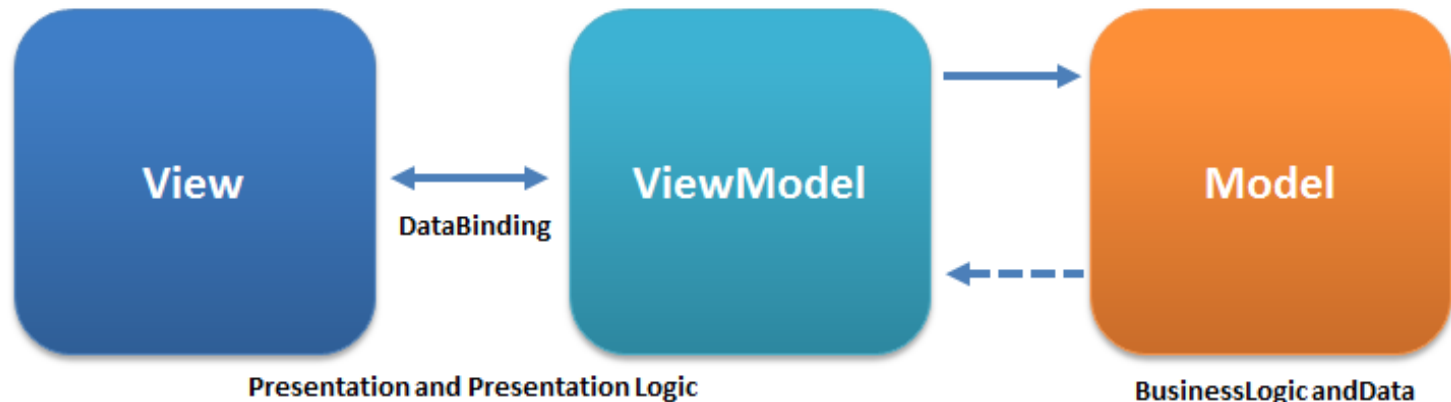 View
ViewModel
Model
DataBinding
Presentation and Presentation Logic
BusinessLogic andData